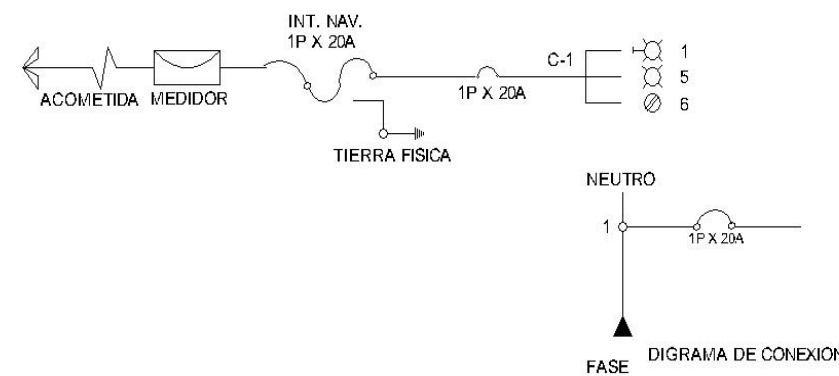 INT. NAV.
1P X 20A
ACOMETIDA
MEDIDOR
C-1
1P X 20A
1
5
6
TIERRA FISICA
NEUTRO
1
1P X 20A
FASE
DIGRAMA DE CONEXION